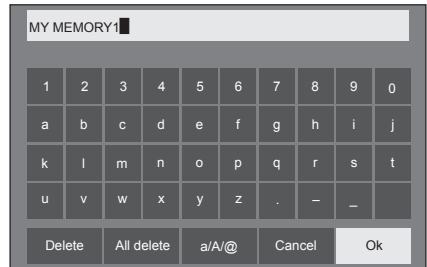 MY MEMORY1
1 2 3 4 5 6 7 8 9 0
a b c d e f g h i j
k l m n o p q r s t
u v w x y z . – _
Delete All delete a/A/@ Cancel Ok